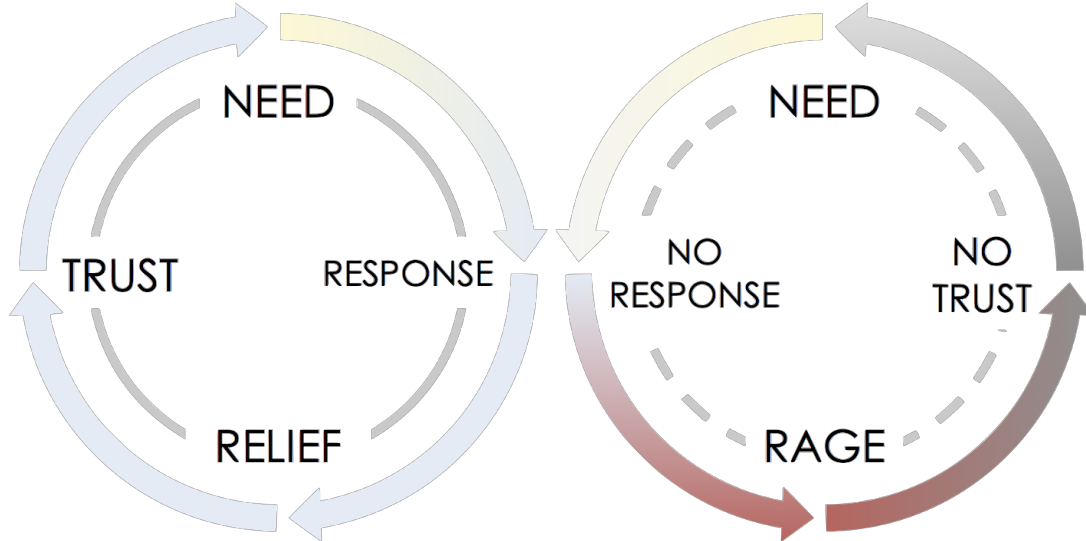 NEED
RESPONSE
RELIEF
TRUST
NEED
NO
RESPONSE
RAGE
NO
TRUST